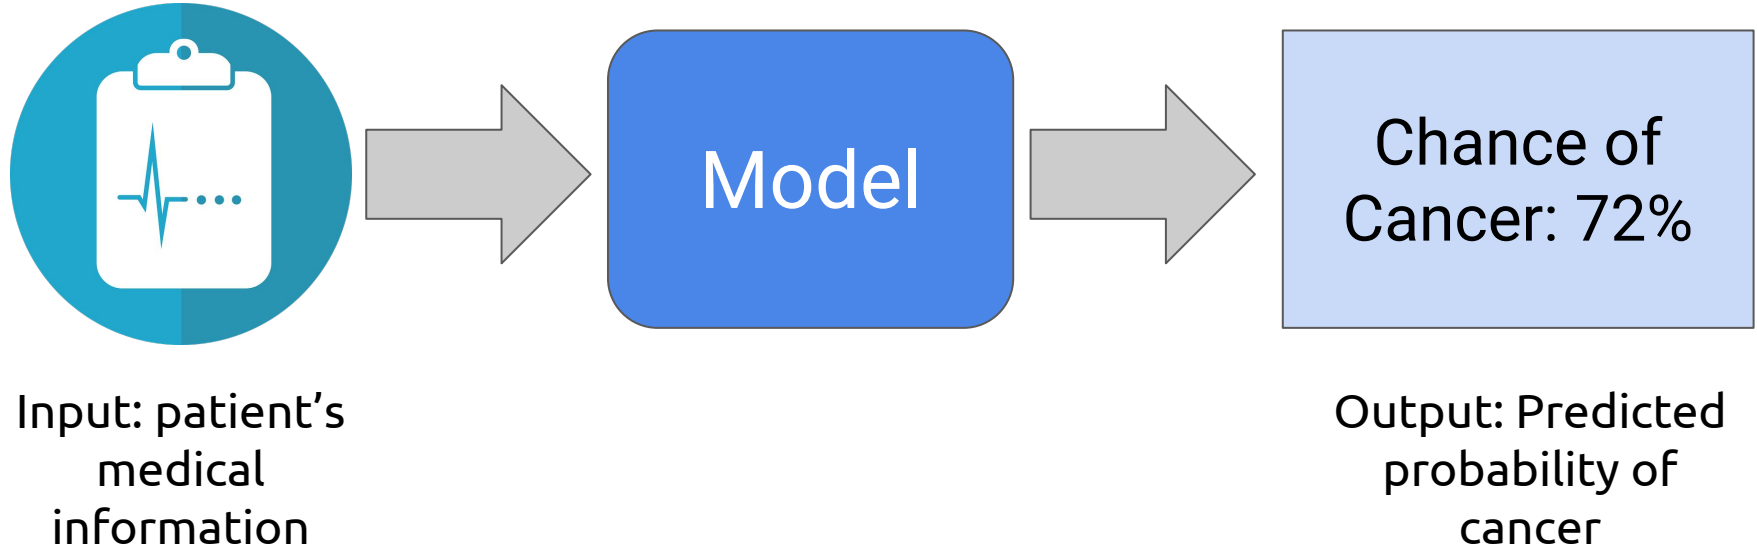 Model
Chance of
Cancer: 72%
Input: patient’s
medical
information
Output: Predicted
probability of
cancer